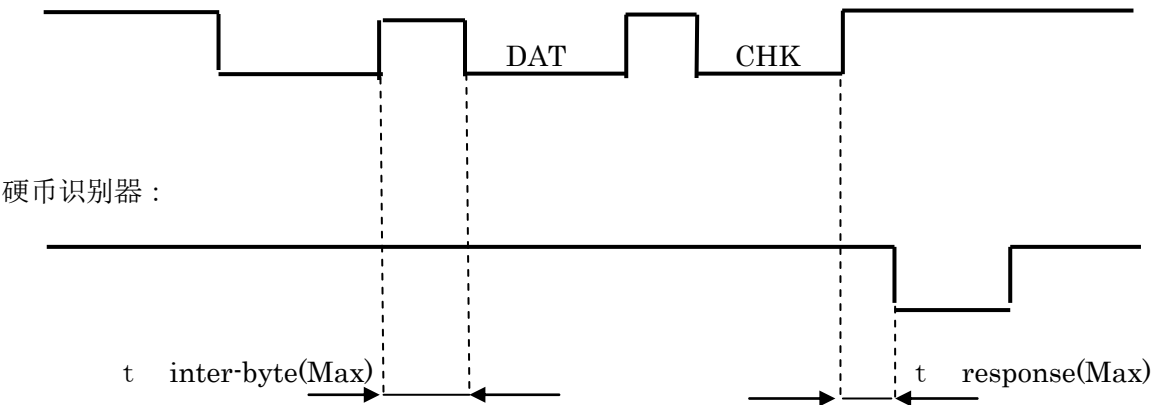 DAT CHK
硬币识别器：
t inter-byte(Max) t response(Max)